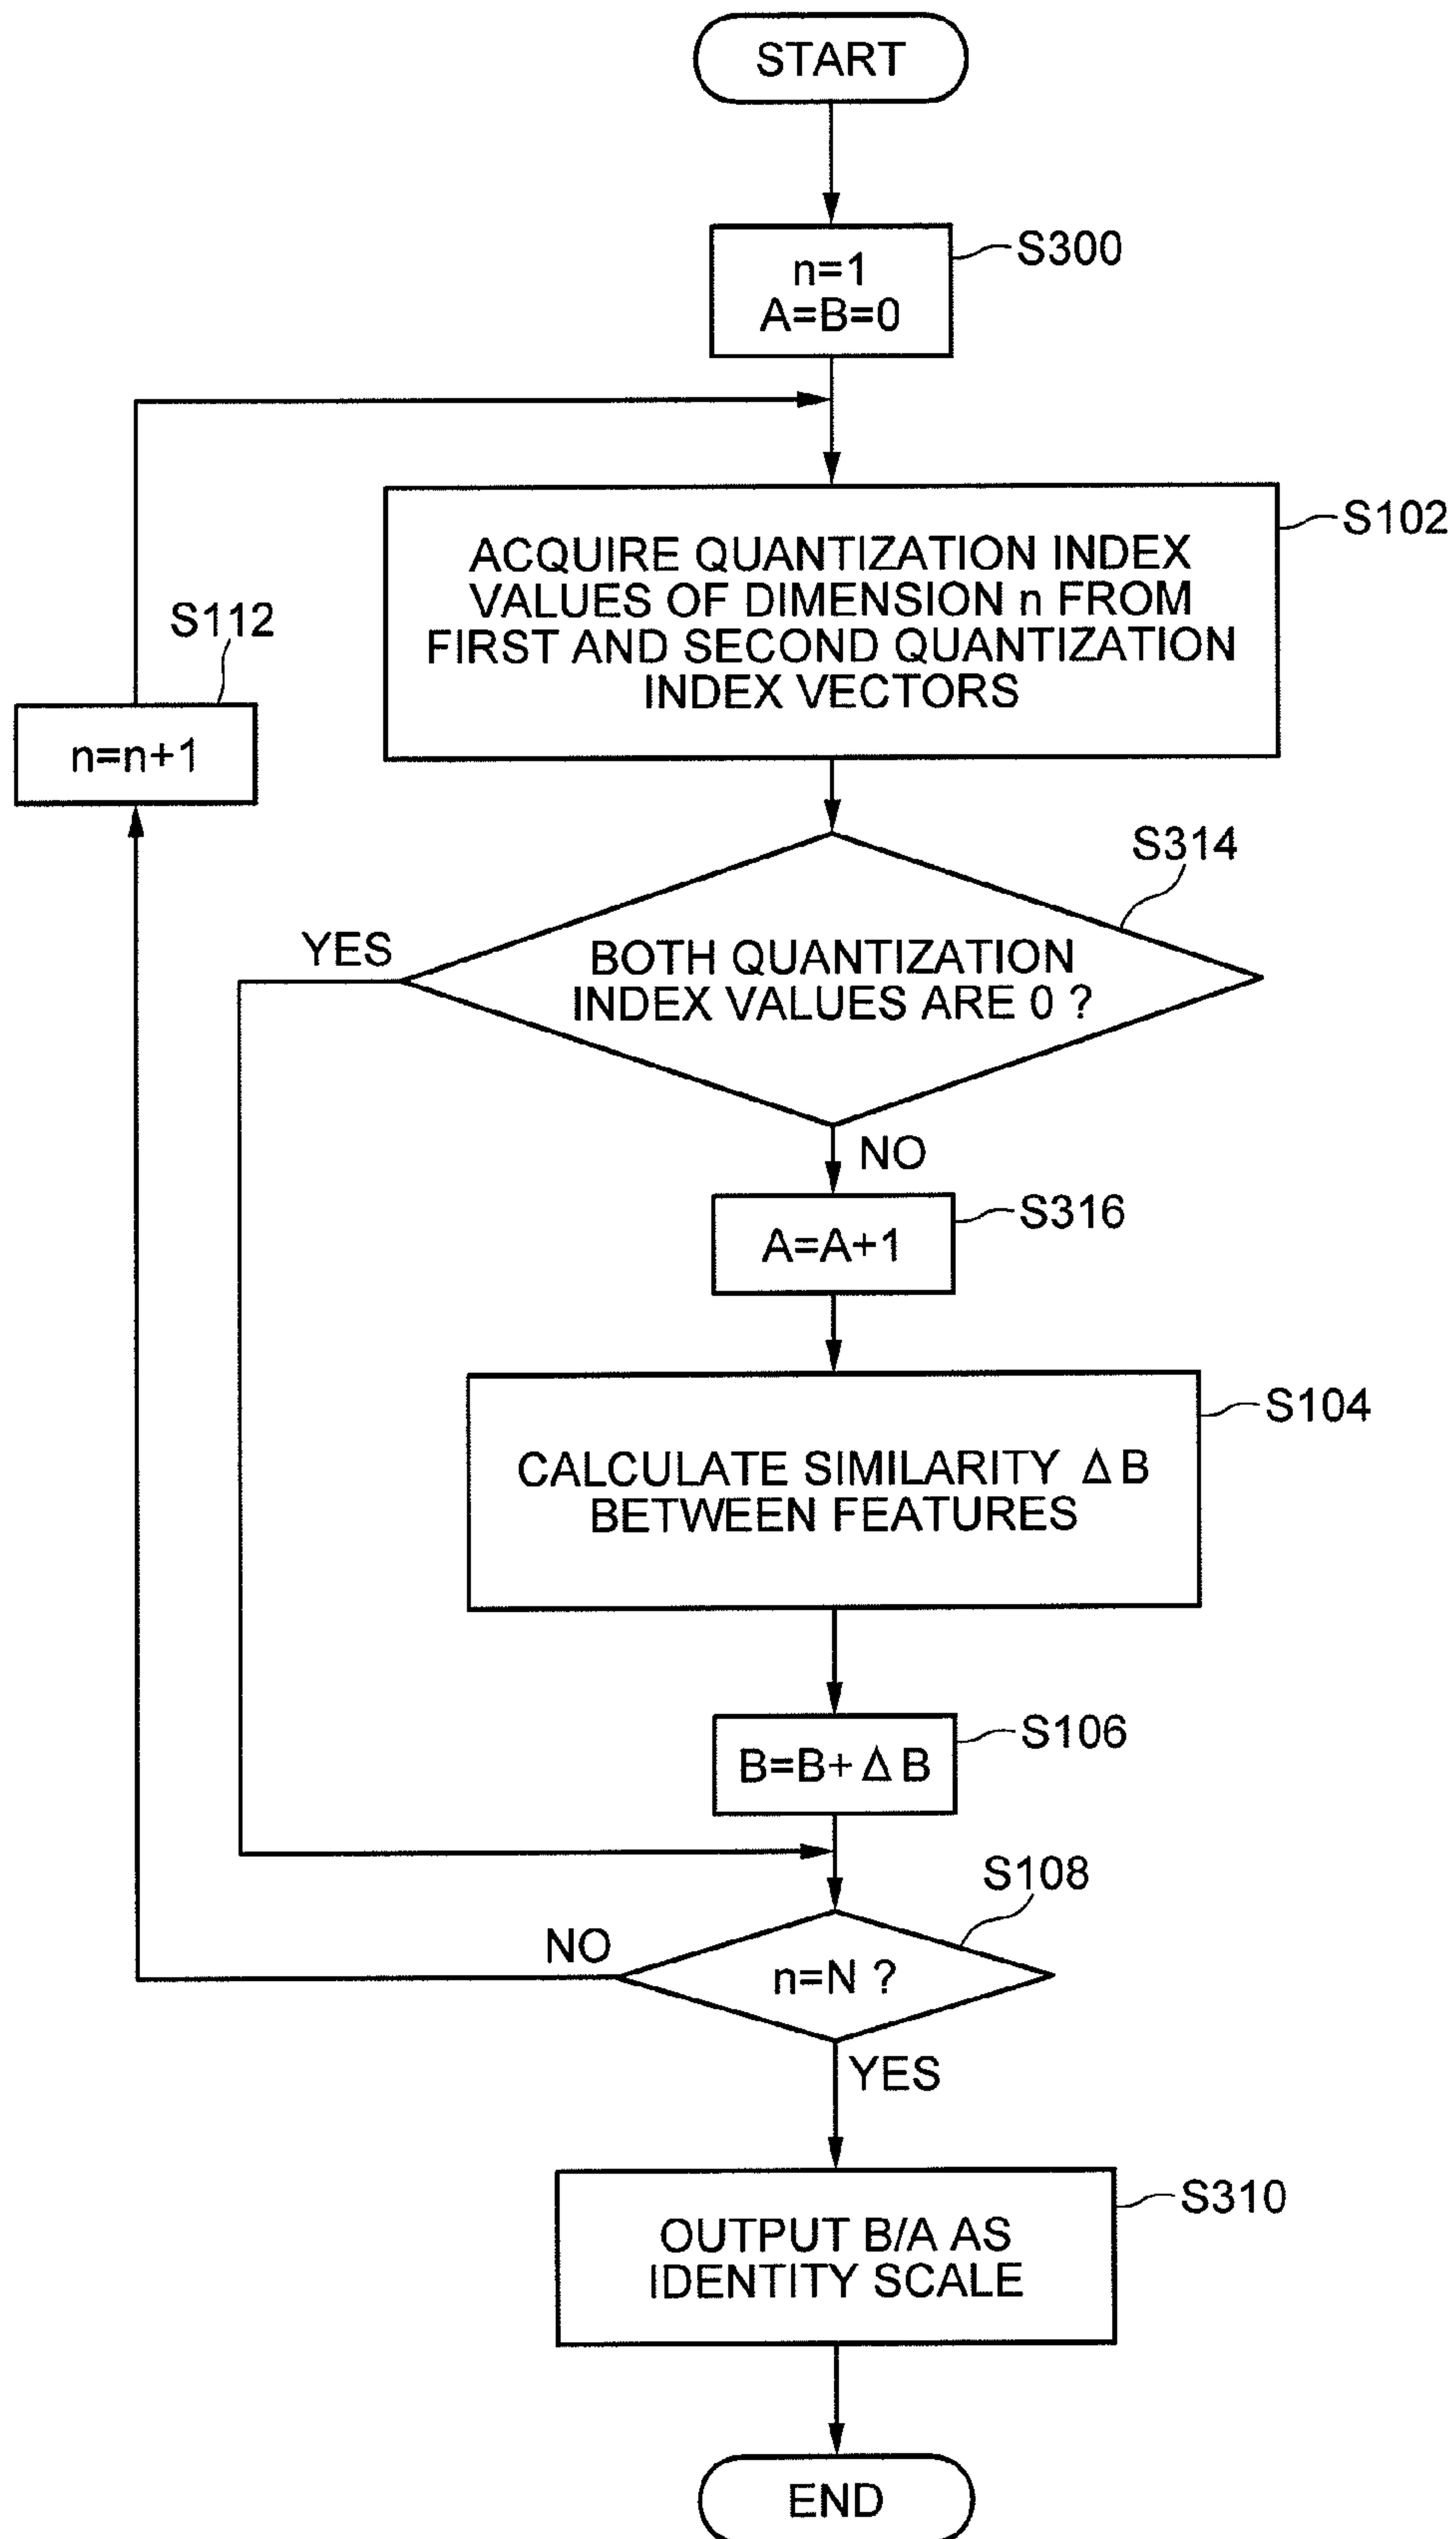 START
S300
n=1
A=B=0
S102
ACQUIRE QUANTIZATION INDEX
VALUES OF DIMENSION n FROM
FIRST AND SECOND QUANTIZATION
INDEX VECTORS
S112
n=n+1
S314
YES
BOTH QUANTIZATION
INDEX VALUES ARE 0 ?
NO
S316
A=A+1
S104
CALCULATE SIMILARITY Δ B
BETWEEN FEATURES
S106
B=B+ Δ B
S108
NO
n=N ?
YES
S310
OUTPUT B/A AS
IDENTITY SCALE
END